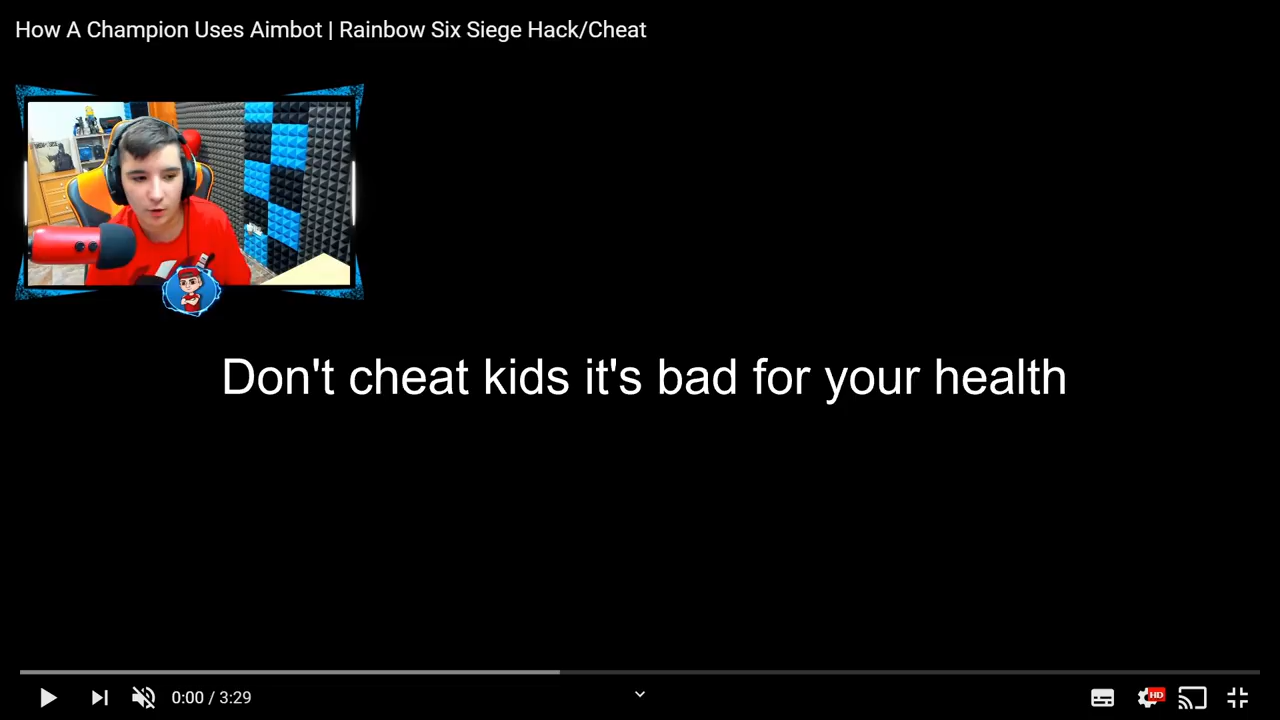 How A Champion Uses Aimbot | Rainbow Six Siege Hack/Cheat
Don't cheat kids it's bad for your health
0:00 / 3:29
HD